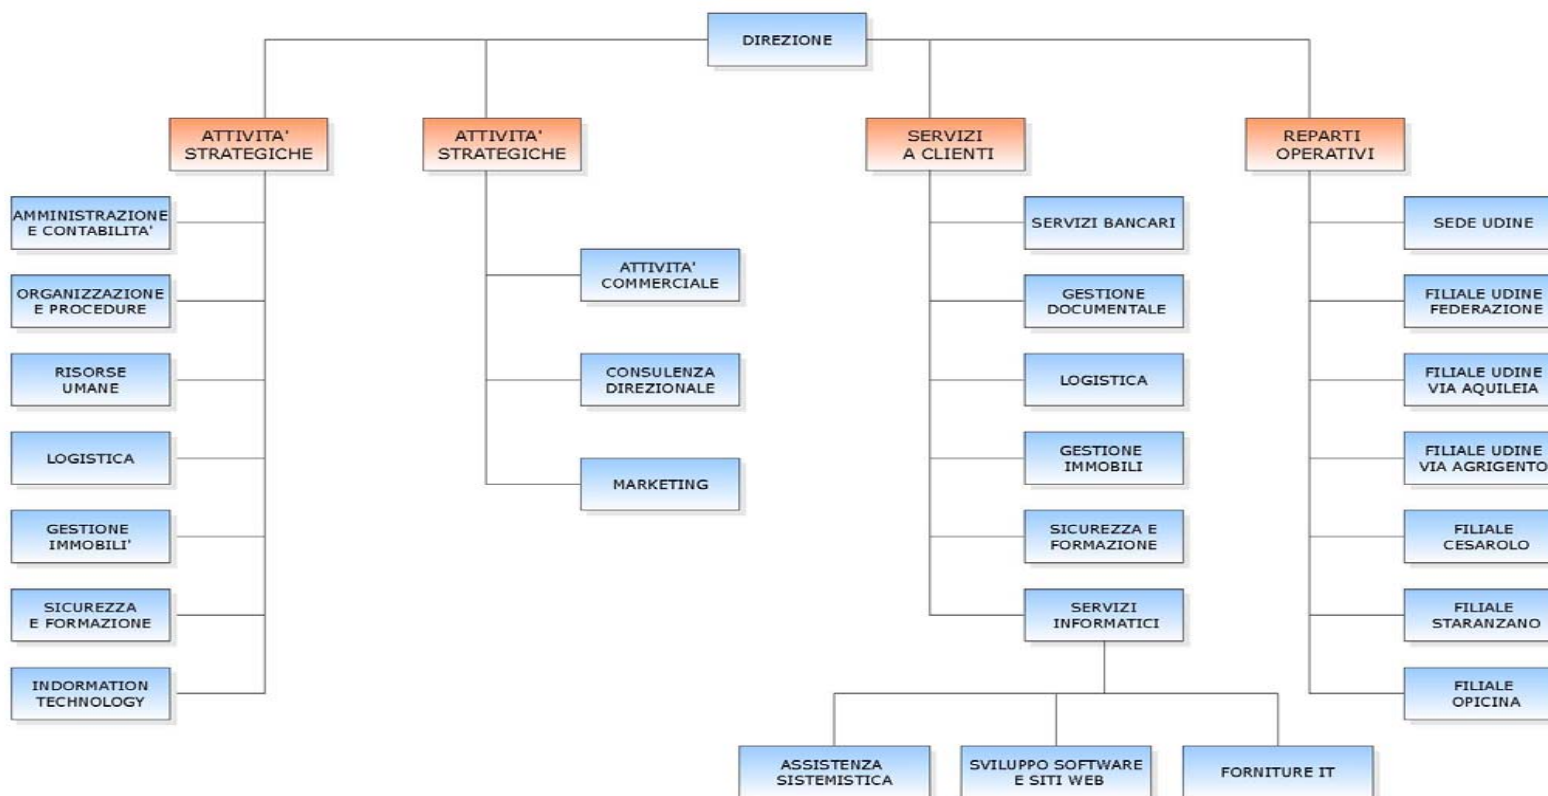 DIREZIONE
ATTIVITA'
STRATEGICHE
ATTIVITA'
STRATEGICHE
SERVIZI
A CLIENTI
REPARTI
OPERATIVI
AMMINISTRAZIONE
E CONTABILITA'
ORGANIZZAZIONE
E PROCEDURE
RISORSE
UMANE
LOGISTICA
GESTIONE
IMMOBILI'
SICUREZZA
E FORMAZIONE
INDORMATION
TECHNOLOGY
ATTIVITA'
COMMERCIALE
CONSULENZA
DIREZIONALE
MARKETING
SERVIZI BANCARI
GESTIONE
DOCUMENTALE
LOGISTICA
GESTIONE
IMMOBILI
SICUREZZA E
FORMAZIONE
SERVIZI
INFORMATICI
ASSISTENZA
SISTEMISTICA
SVILUPPO SOFTWARE
E SITI WEB
FORNITURE IT
SEDE UDINE
FILIALE UDINE
FEDERAZIONE
FILIALE UDINE
VIA AQUILEIA
FILIALE UDINE
VIA AGRIGENTO
FILIALE
CESAROLO
FILIALE
STARANZANO
FILIALE
OPICINA